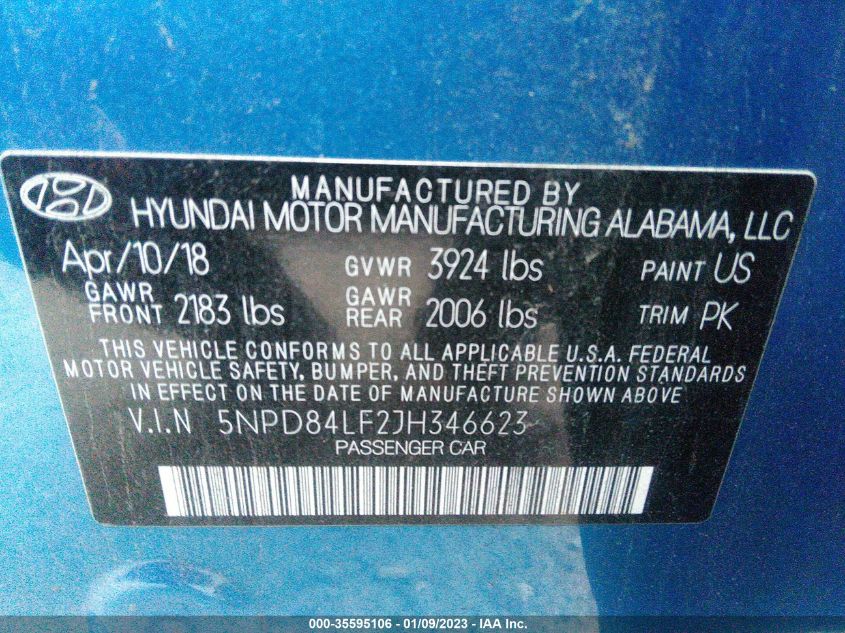 MANUFACTURED BY
HYUNDAI MOTOR MANUFACTURING ALABAMA, LLC
Apr/10/18 GVWR 3924 lbs PAINT US
GAWR FRONT 2183 lbs GAWR REAR 2006 lbs TRIM PK
THIS VEHICLE CONFORMS TO ALL APPLICABLE U.S.A. FEDERAL
MOTOR VEHICLE SAFETY, BUMPER, AND THEFT PREVENTION STANDARDS
IN EFFECT ON THE DATE OF MANUFACTURE SHOWN ABOVE
V.I.N 5NPD84LF2JH346623
PASSENGER CAR
000-35595106 - 01/09/2023 - IAA Inc.